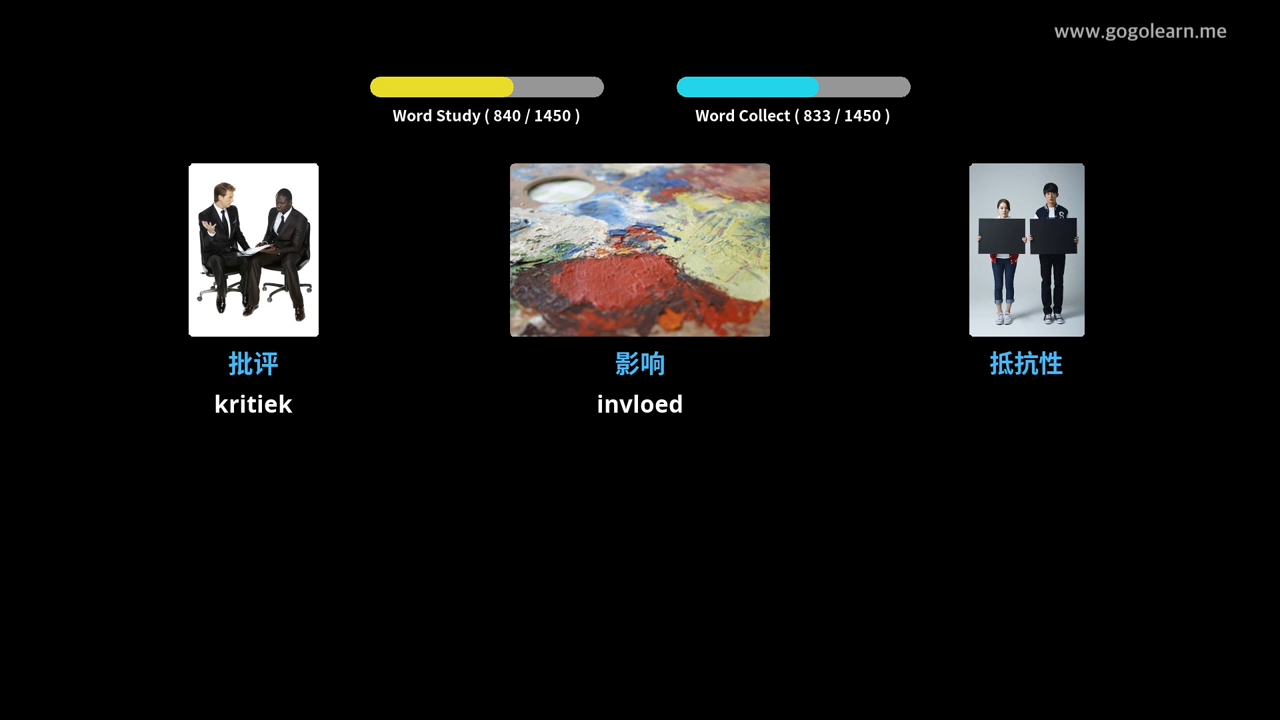 www.gogolearn.me
Word Study ( 840 / 1450 )
Word Collect ( 833 / 1450 )
批评
影响
抵抗性
kritiek
invloed